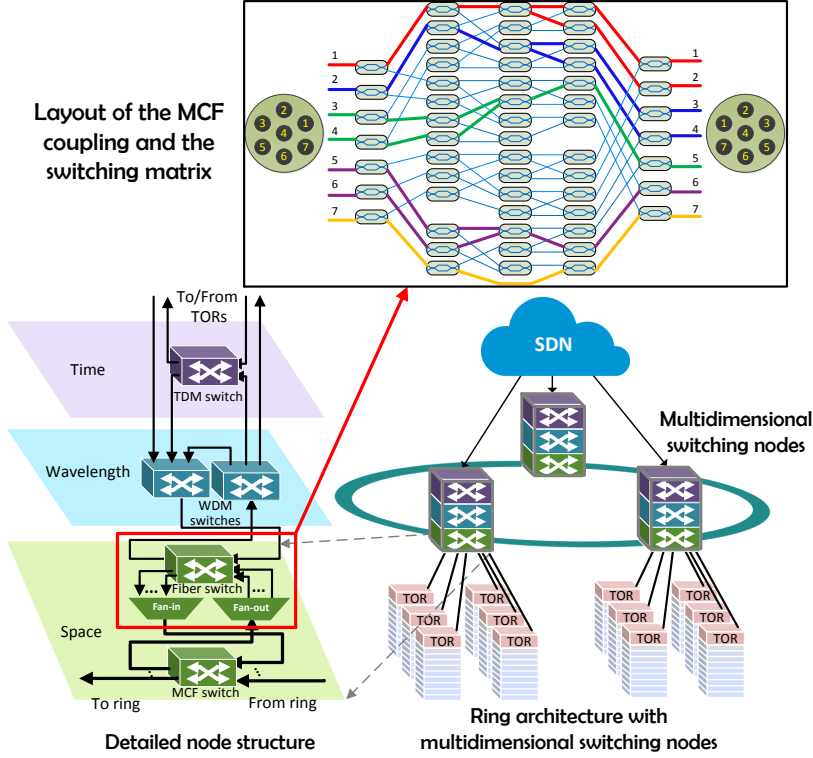 Layout of the MCF
coupling and the
switching matrix
2
3 1
4
5 7
6
1
2
3
4
5
6
7
1
2
3
4
5
6
7
2
1 3
4
7 5
6
To/From
TORs
Time
TDM switch
Wavelength
WDM
switches
Fiber switch
... ...
Fan-in Fan-out
Space
MCF switch
To ring From ring
Detailed node structure
SDN
Multidimensional
switching nodes
TOR TOR TOR TOR
TOR TOR TOR TOR
TOR TOR TOR TOR
Ring architecture with
multidimensional switching nodes